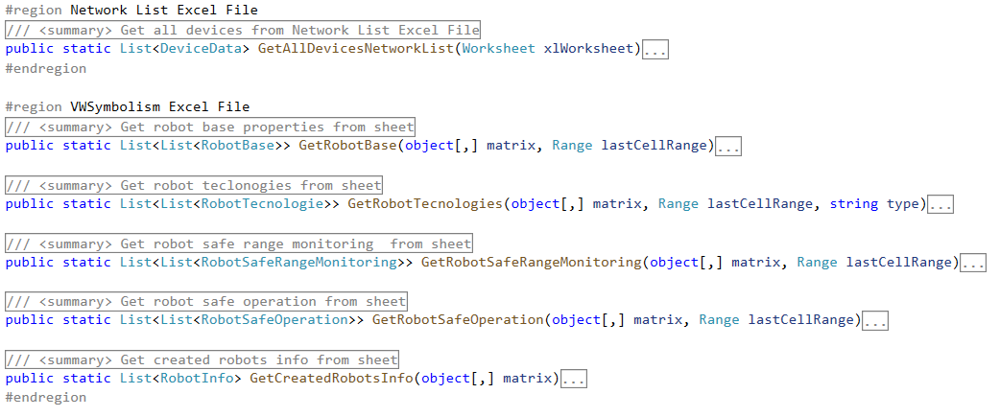 #region Network List Excel File
/// <summary> Get all devices from Network List Excel File
public static List<DeviceData> GetAllDevicesNetworkList(Worksheet xlWorksheet)...
#endregion
#region VWSymbolism Excel File
/// <summary> Get robot base properties from sheet
public static List<List<RobotBase>> GetRobotBase(object[,] matrix, Range lastCellRange)...
/// <summary> Get robot teclonogies from sheet
public static List<List<RobotTecnologie>> GetRobotTecnologies(object[,] matrix, Range lastCellRange, string type)...
/// <summary> Get robot safe range monitoring  from sheet
public static List<List<RobotSafeRangeMonitoring>> GetRobotSafeRangeMonitoring(object[,] matrix, Range lastCellRange)...
/// <summary> Get robot safe operation from sheet
public static List<List<RobotSafeOperation>> GetRobotSafeOperation(object[,] matrix, Range lastCellRange)...
/// <summary> Get created robots info from sheet
public static List<RobotInfo> GetCreatedRobotsInfo(object[,] matrix)...
#endregion